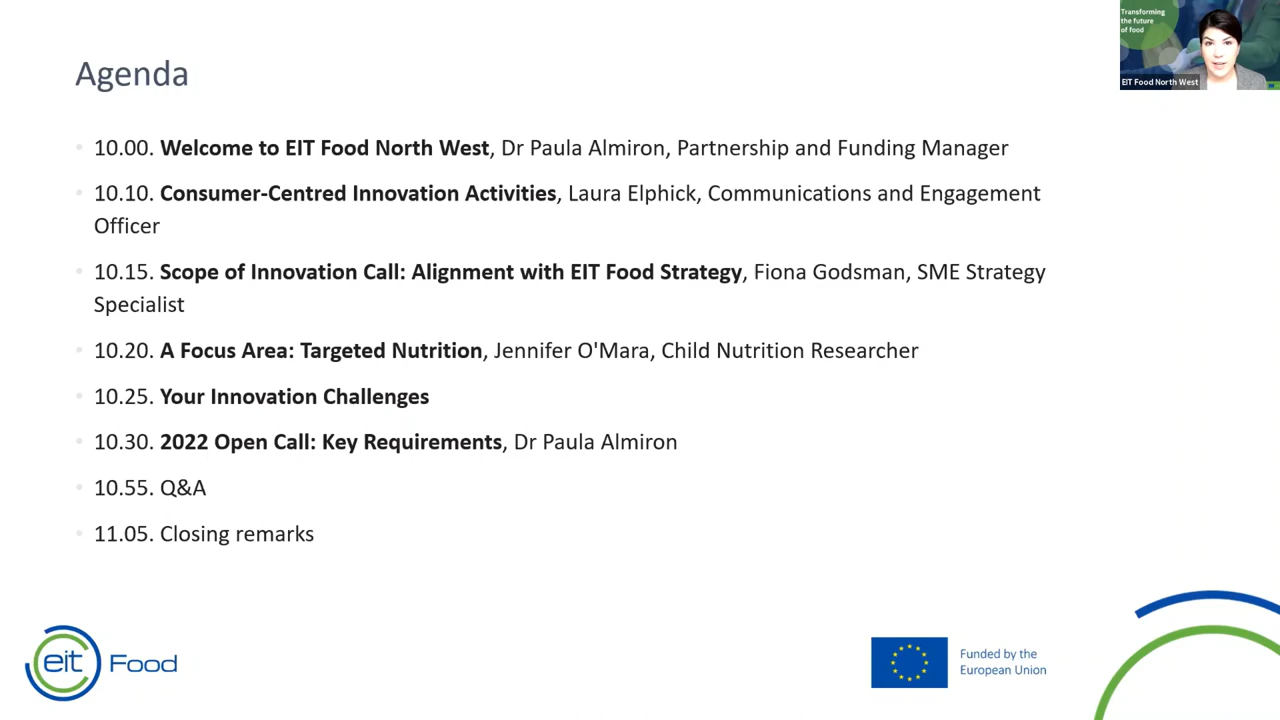 Transforming
the future
of food
EIT Food North West
Agenda
10.00. Welcome to EIT Food North West, Dr Paula Almiron, Partnership and Funding Manager
10.10. Consumer-Centred Innovation Activities, Laura Elphick, Communications and Engagement
Officer
10.15. Scope of Innovation Call: Alignment with EIT Food Strategy, Fiona Godsman, SME Strategy
Specialist
10.20. A Focus Area: Targeted Nutrition, Jennifer O'Mara, Child Nutrition Researcher
10.25. Your Innovation Challenges
10.30. 2022 Open Call: Key Requirements, Dr Paula Almiron
10.55. Q&A
11.05. Closing remarks
eit Food
Funded by the
European Union